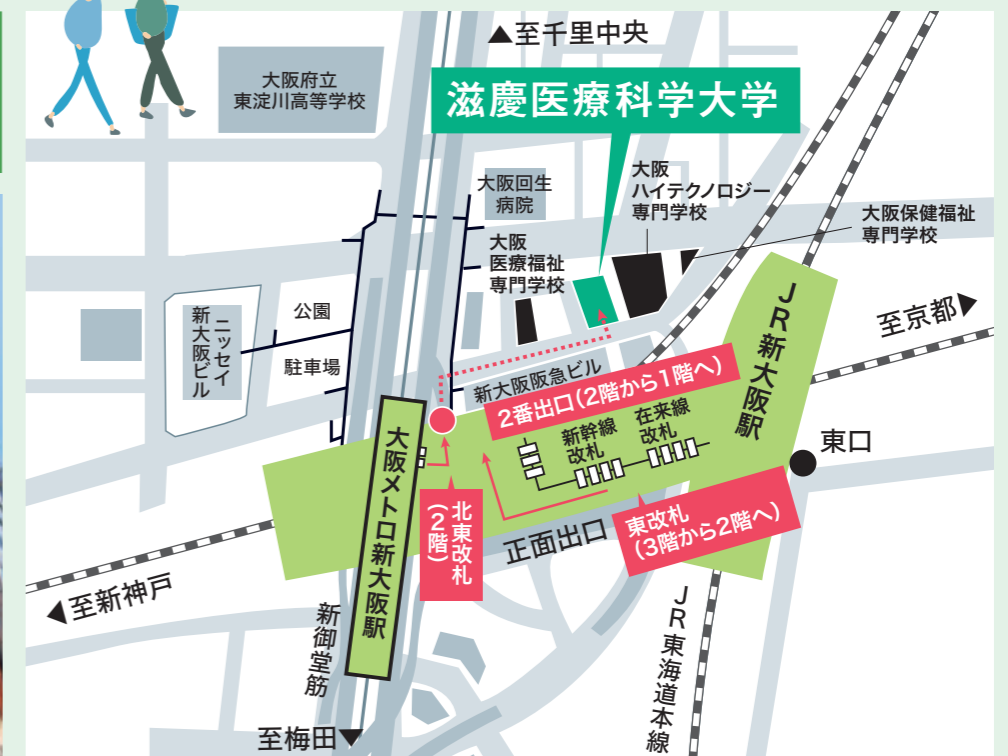 ▲至千里中央
大阪府立
東淀川高等学校
滋慶医療科学大学
大阪回生
病院
大阪
ハイテクノロジー
専門学校
大阪保健福祉
専門学校
大阪
医療福祉
専門学校
公園
駐車場
ニッセイ
新大阪ビル
新大阪阪急ビル
2番出口(2階から1階へ)
新幹線
改札
在来線
改札
JR新大阪駅
至京都▶
東口
大阪メトロ新大阪駅
北東改札
(2階)
正面出口
東改札
(3階から2階へ)
◀至新神戸
新御堂筋
JR東海道本線
至梅田▼